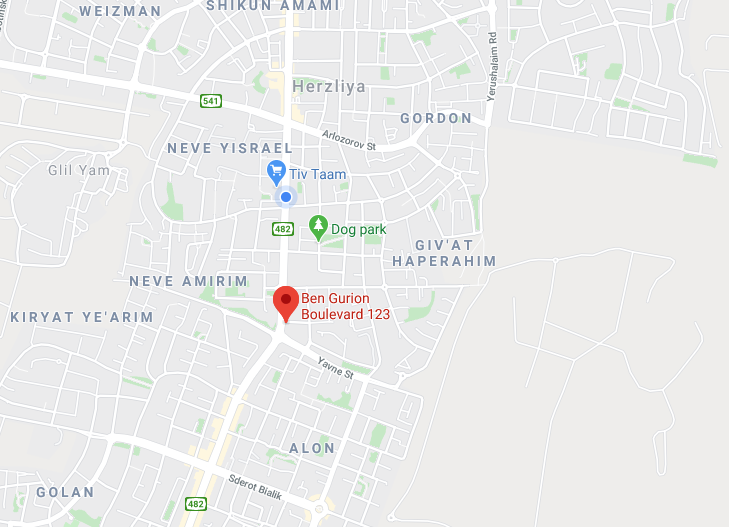 SHIKUN AMAMI
WEIZMAN
Yerushalaim Rd
Herzliya
541
GORDON
Arlozorov St
NEVE YISRAEL
Glil Yam
Tiv Taam
482
Dog park
GIV'AT
HAPERAHIM
NEVE AMIRIM
Ben Gurion
Boulevard 123
KIRYAT YE'ARIM
Yavne St
ALON
Sderot Bialik
GOLAN
482